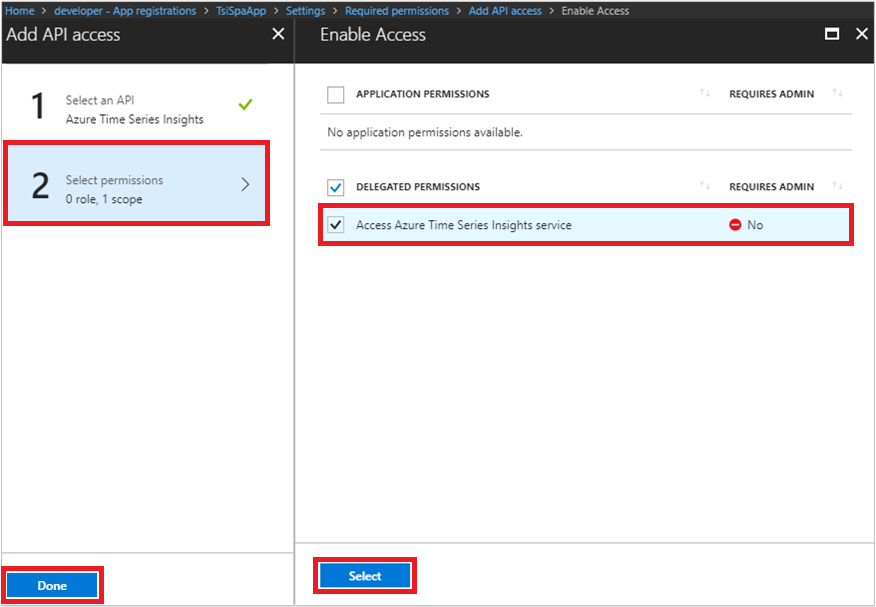 Home > developer - App registrations > TsiSpaApp > Settings > Required permissions > Add API access > Enable Access
Add API access
1
Select an API
Azure Time Series Insights
2
Select permissions
0 role, 1 scope
Done
Enable Access
APPLICATION PERMISSIONS REQUIRES ADMIN
No application permissions available.
DELEGATED PERMISSIONS REQUIRES ADMIN
Access Azure Time Series Insights service No
Select